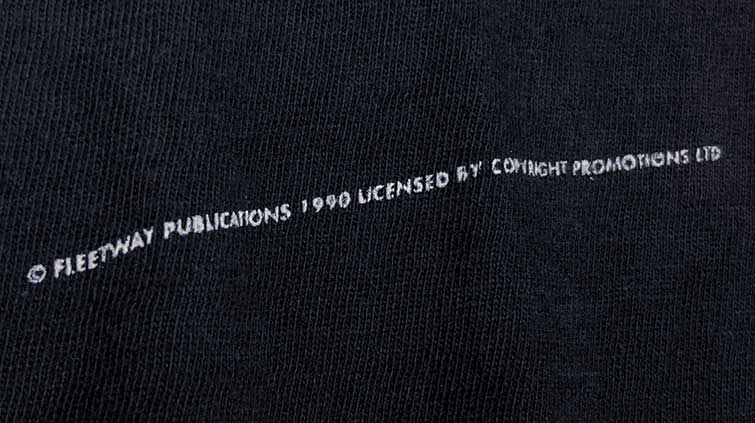 © FLEETWAY PUBLICATIONS 1990 LICENSED BY COPYRIGHT PROMOTIONS LTD